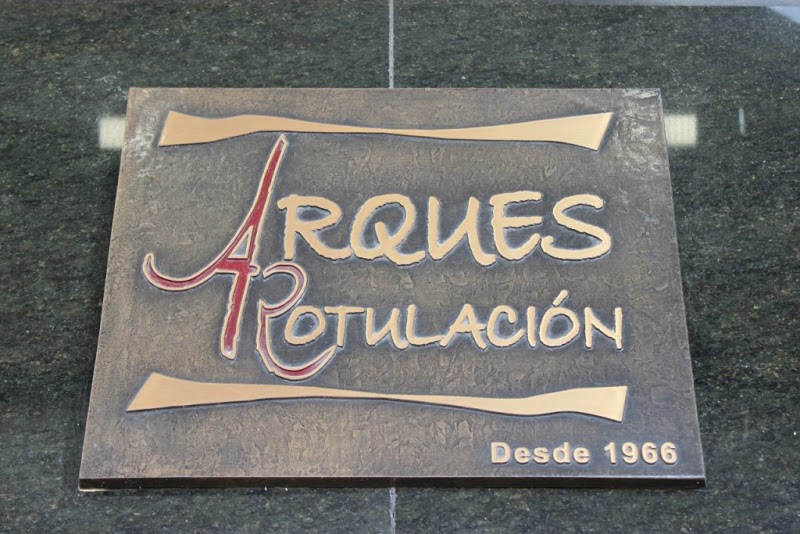 ARQUES
ROTULACIÓN
Desde 1966